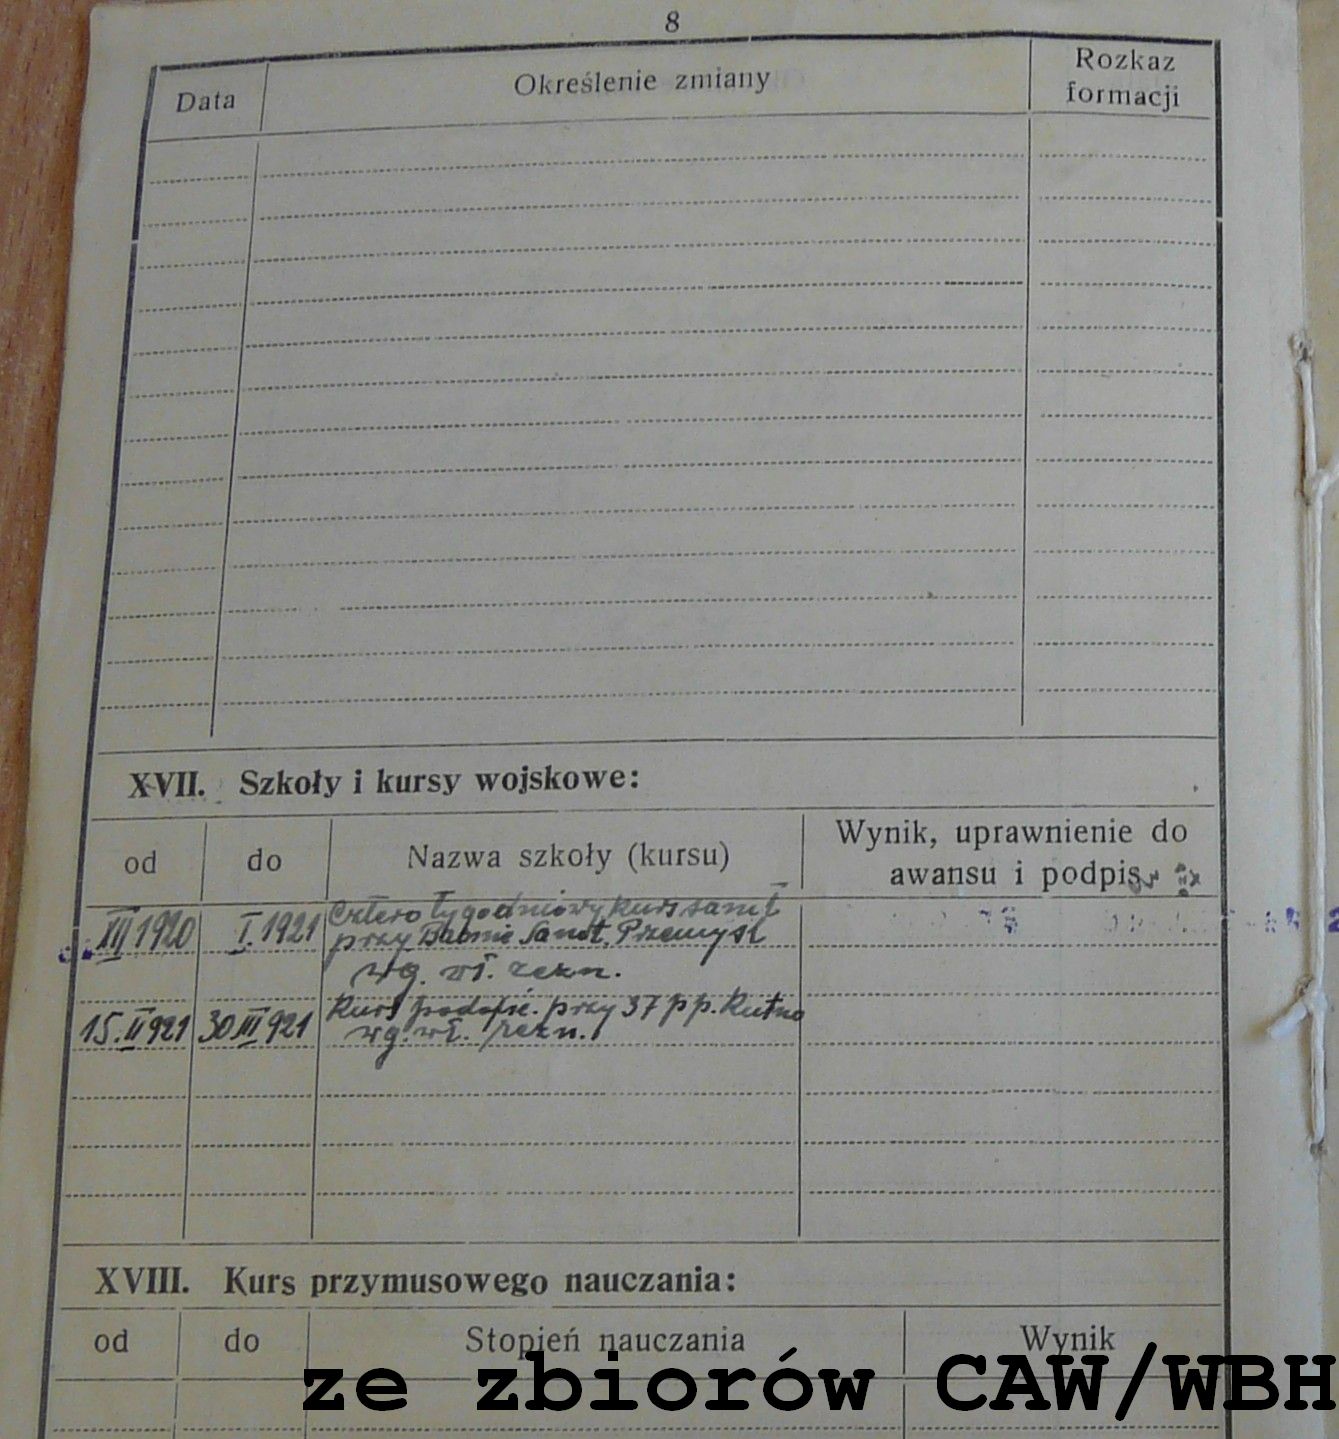 8
Data Określenie zmiany Rozkaz formacji
XVII. Szkoły i kursy wojskowe:
od do Nazwa szkoły (kursu) Wynik, uprawnienie do
awansu i podpis
XII 1920 I. 1921 tygodniowy kurs sanit
przy Baonie Sanit. Przemyśl
wg. wł. zezn.
15.II 921 30 III 921 Kurs podofic. przy 37 pp. Kutno
wg. wł. zezn.
XVIII. Kurs przymusowego nauczania:
od do Stopień nauczania Wynik
ze zbiorów CAW/WBH